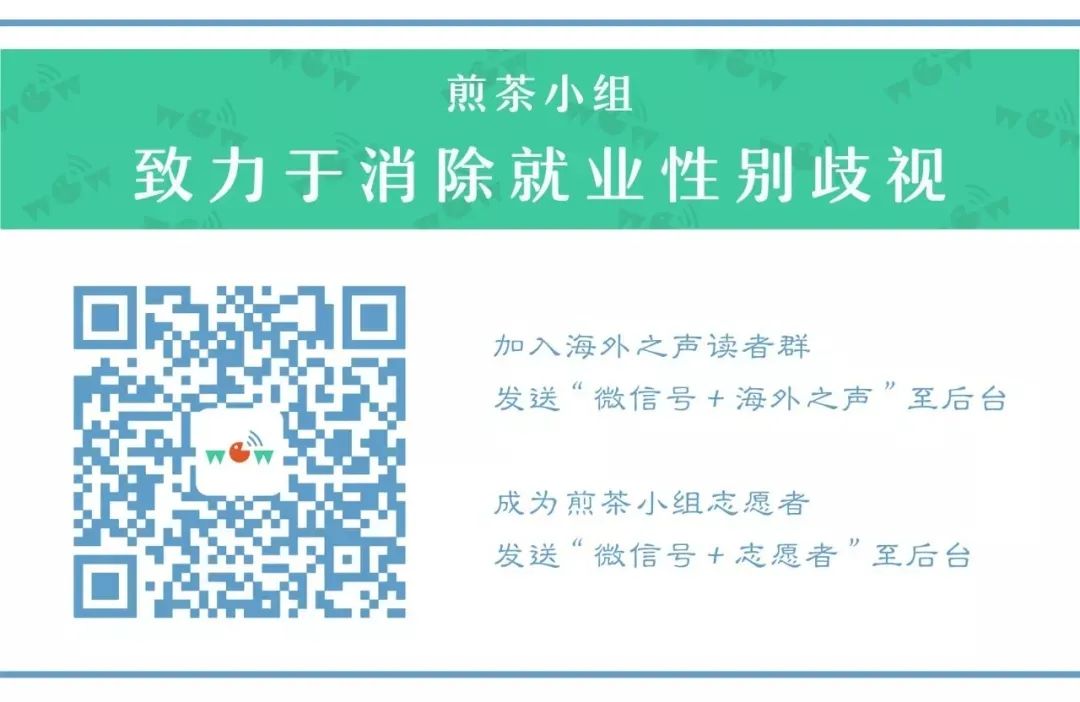 煎茶小组
致力于消除就业性别歧视
加入海外之声读者群
发送“微信号+海外之声”至后台
WOW
成为煎茶小组志愿者
发送“微信号+志愿者”至后台